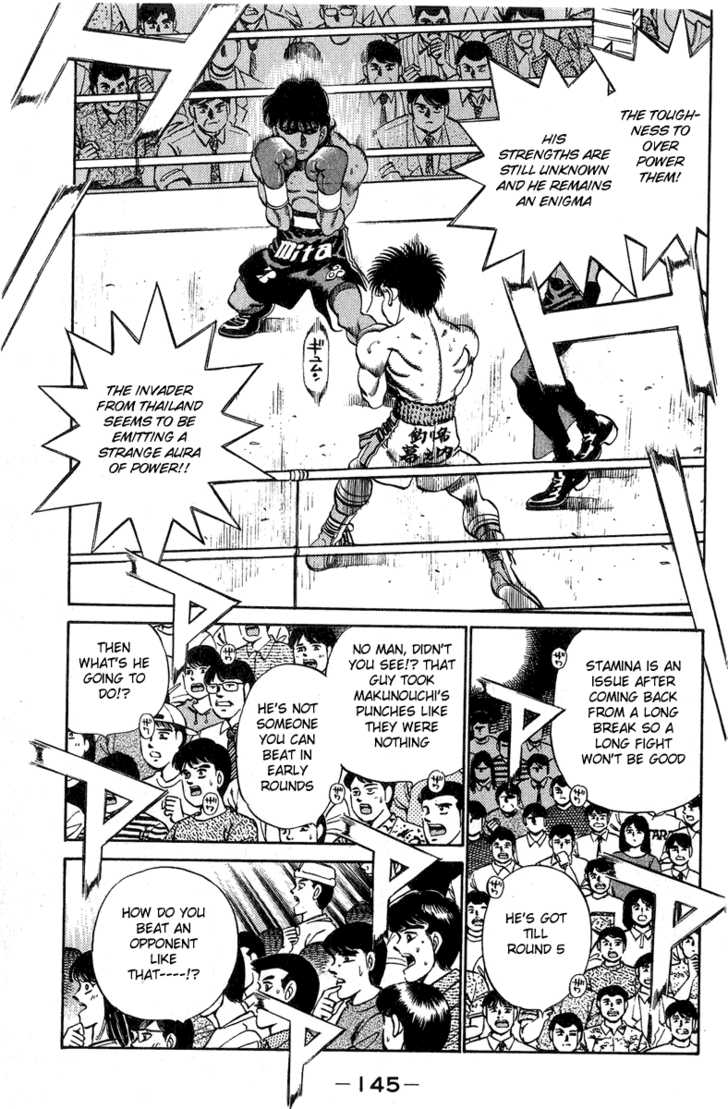 THE TOUGH-
NESS TO
OVER
POWER
THEM!
HIS
STRENGTHS ARE
STILL UNKNOWN
AND HE REMAINS
AN ENIGMA
mita
ギュムン
THE INVADER
FROM THAILAND
SEEMS TO BE
EMITTING A
STRANGE AURA
OF POWER!!
STAMINA IS AN
ISSUE AFTER
COMING BACK
FROM A LONG
BREAK SO A
LONG FIGHT
WON'T BE GOOD
HE'S GOT
TILL
ROUND 5
NO MAN, DIDN'T
YOU SEE!? THAT
GUY TOOK
MAKUNOUCHI'S
PUNCHES LIKE
THEY WERE
NOTHING
HE'S NOT
SOMEONE
YOU CAN
BEAT IN
EARLY
ROUNDS
THEN
WHAT'S HE
GOING TO
DO!?
HOW DO YOU
BEAT AN
OPPONENT
LIKE
THAT----!?
—145—